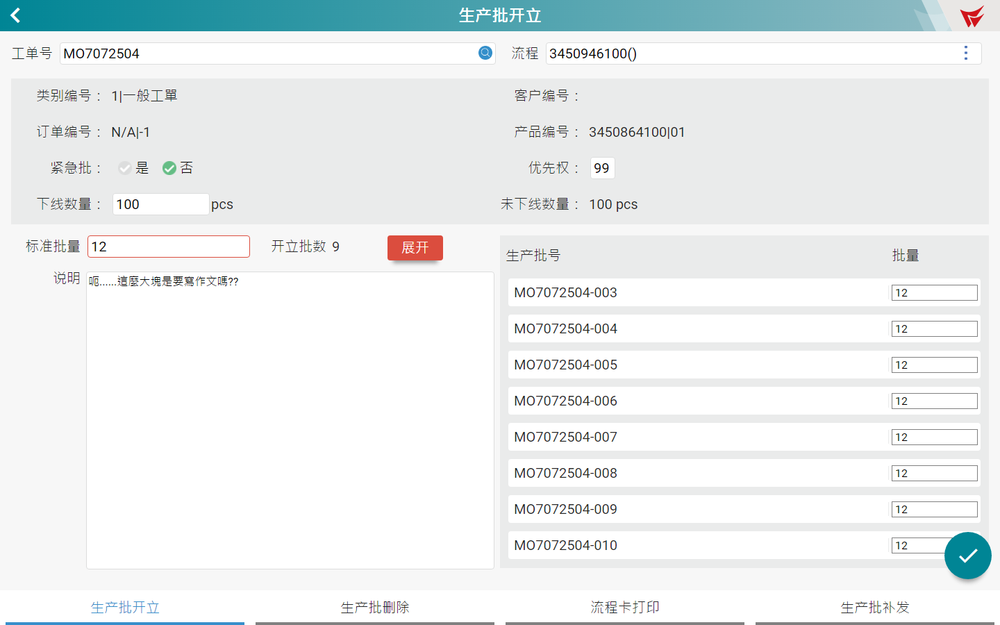 生产批开立
工单号 MO7072504
流程 3450946100()
类别编号： 1|一般工單
客户编号：
订单编号： N/A|-1
产品编号： 3450864100|01
紧急批： 是 否
优先权： 99
下线数量： 100 pcs
未下线数量： 100 pcs
标准批量 12 开立批数 9 展开
说明 呃......這麼大塊是要寫作文嗎??
生产批号 批量
MO7072504-003 12
MO7072504-004 12
MO7072504-005 12
MO7072504-006 12
MO7072504-007 12
MO7072504-008 12
MO7072504-009 12
MO7072504-010 12
生产批开立 生产批删除 流程卡打印 生产批补发